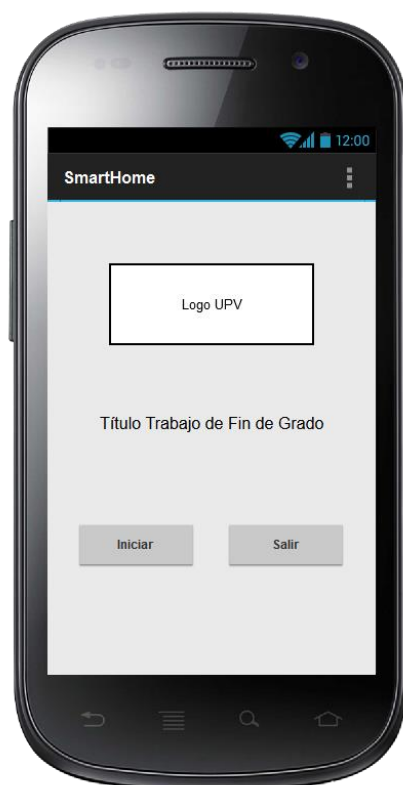 12:00
SmartHome
Logo UPV
Título Trabajo de Fin de Grado
Iniciar
Salir